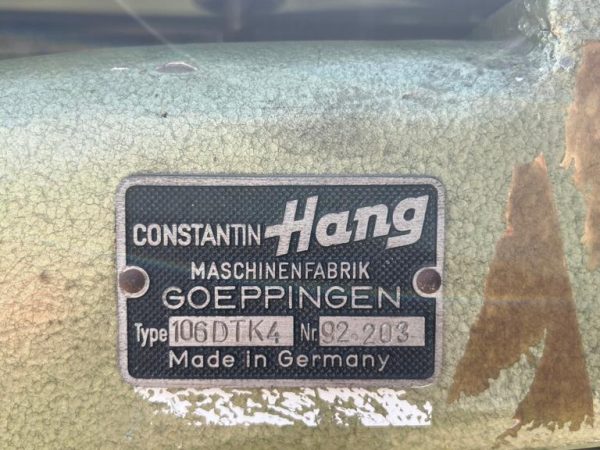 CONSTANTIN Hang
MASCHINENFABRIK
GOEPPINGEN
Type 106DTK4 Nr. 92-203
Made in Germany